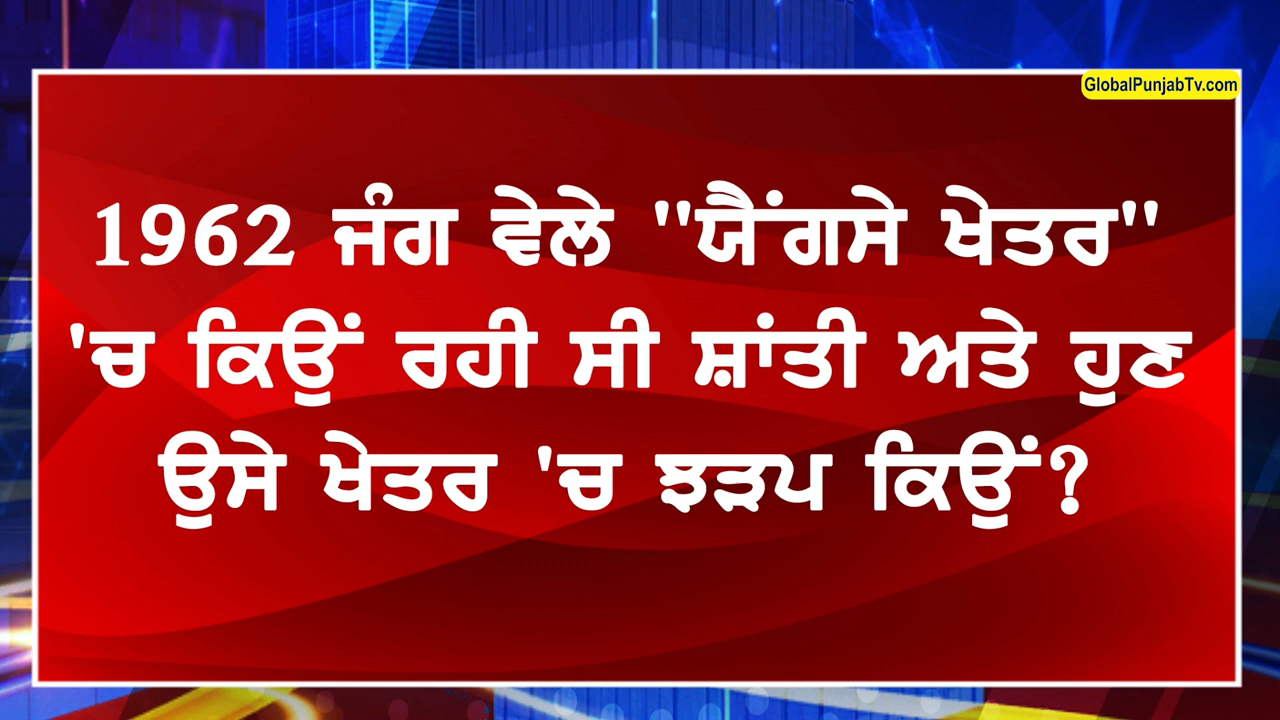 GlobalPunjabTv.com
1962 ਜੰਗ ਵੇਲੇ "ਯੈਂਗਸੇ ਖੇਤਰ"
'ਚ ਕਿਉਂ ਰਹੀ ਸੀ ਸ਼ਾਂਤੀ ਅਤੇ ਹੁਣ
ਉਸੇ ਖੇਤਰ 'ਚ ਝੜਪ ਕਿਉਂ?